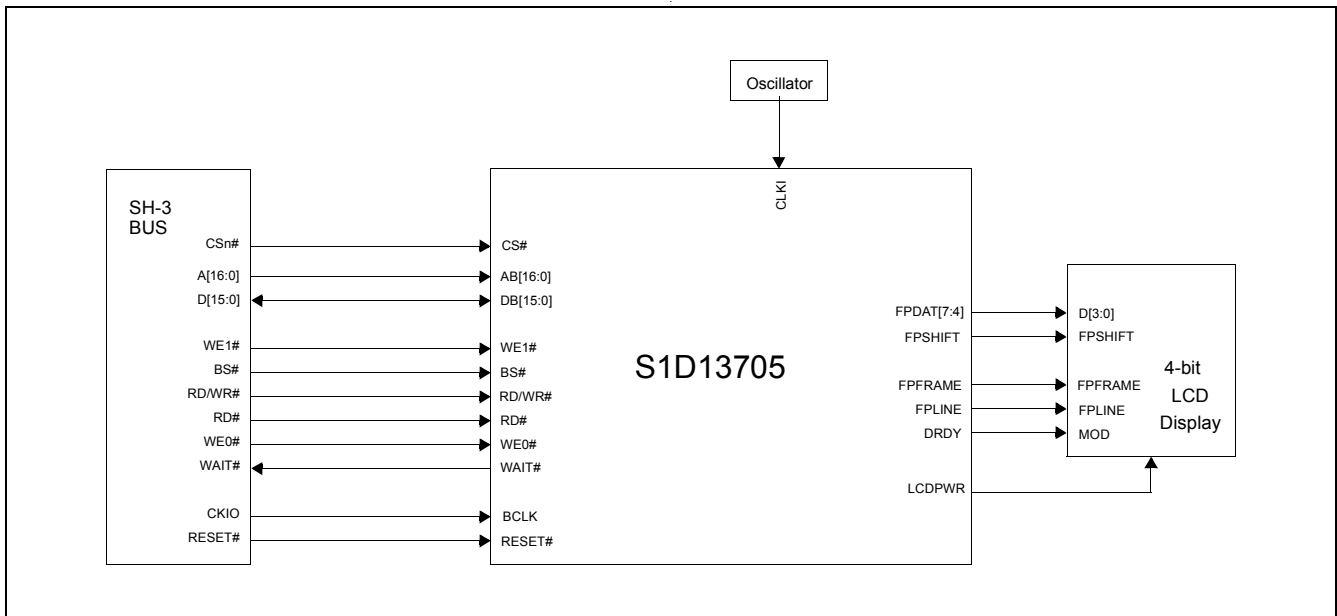 Oscillator
CLKI
SH-3
BUS
CSn#
A[16:0]
D[15:0]
WE1#
BS#
RD/WR#
RD#
WE0#
WAIT#
CKIO
RESET#
CS#
AB[16:0]
DB[15:0]
WE1#
BS#
RD/WR#
RD#
WE0#
WAIT#
BCLK
RESET#
S1D13705
FPDAT[7:4]
FPSHIFT
FPFRAME
FPLINE
DRDY
LCDPWR
D[3:0]
FPSHIFT
FPFRAME
FPLINE
MOD
4-bit
LCD
Display